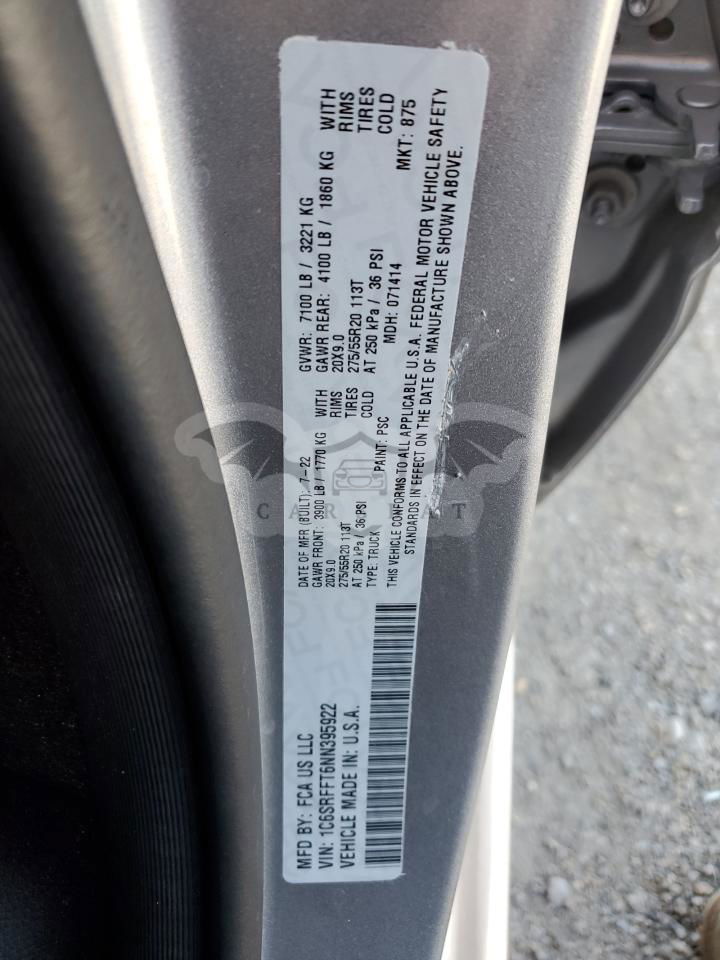 MFD BY: FCA US LLC
DATE OF MFR (BUILT): 7-22
GVWR: 7100 LB / 3221 KG
VIN: 1C6SRFFT6NN395922
GAWR FRONT: 3900 LB / 1770 KG WITH
GAWR REAR: 4100 LB / 1860 KG WITH
VEHICLE MADE IN: U.S.A.
20X9.0 RIMS
20X9.0 RIMS
275/55R20 113T TIRES
275/55R20 113T TIRES
AT 250 kPa / 36 PSI COLD
AT 250 kPa / 36 PSI COLD
TYPE: TRUCK PAINT: PSC MDH: 071414 MKT: 875
THIS VEHICLE CONFORMS TO ALL APPLICABLE U.S.A. FEDERAL MOTOR VEHICLE SAFETY
STANDARDS IN EFFECT ON THE DATE OF MANUFACTURE SHOWN ABOVE.